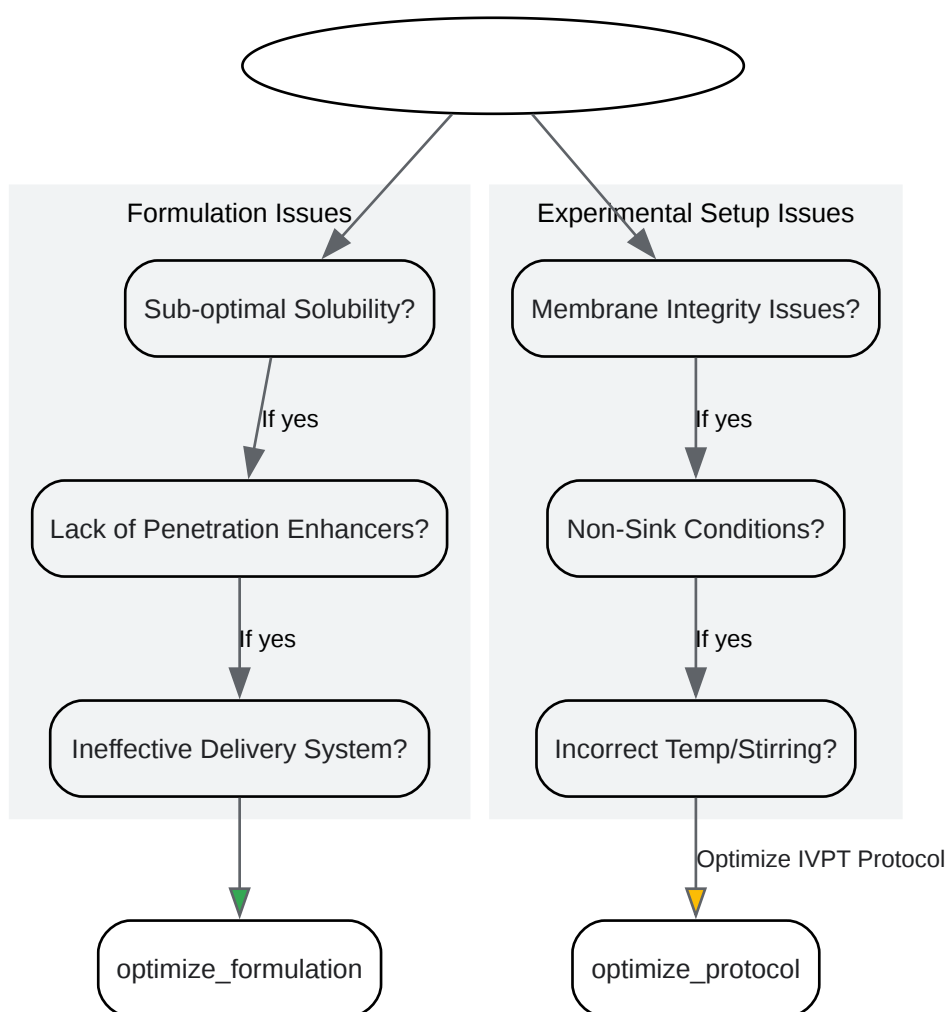 Formulation Issues
Experimental Setup Issues
Sub-optimal Solubility?
Membrane Integrity Issues?
If yes
If yes
Lack of Penetration Enhancers?
Non-Sink Conditions?
If yes
If yes
Ineffective Delivery System?
Incorrect Temp/Stirring?
Optimize IVPT Protocol
optimize_formulation
optimize_protocol